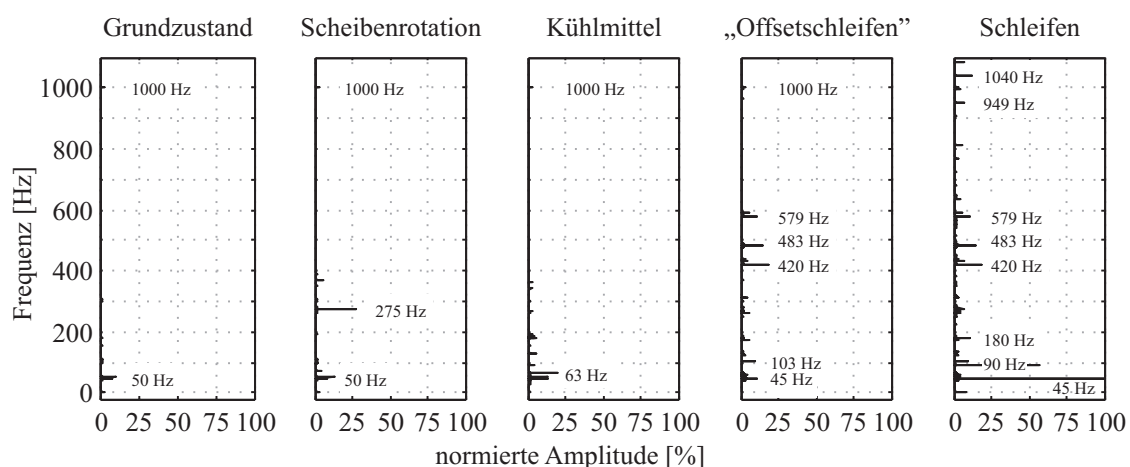 Grundzustand Scheibenrotation Kühlmittel „Offsetschleifen” Schleifen
Frequenz [Hz]
1000
800
600
400
200
0
1000 Hz
50 Hz
0 25 50 75 100
1000 Hz
275 Hz
50 Hz
0 25 50 75 100
1000 Hz
63 Hz
0 25 50 75 100
1000 Hz
579 Hz
483 Hz
420 Hz
103 Hz
45 Hz
0 25 50 75 100
1040 Hz
949 Hz
579 Hz
483 Hz
420 Hz
180 Hz
90 Hz
45 Hz
0 25 50 75 100
normierte Amplitude [%]